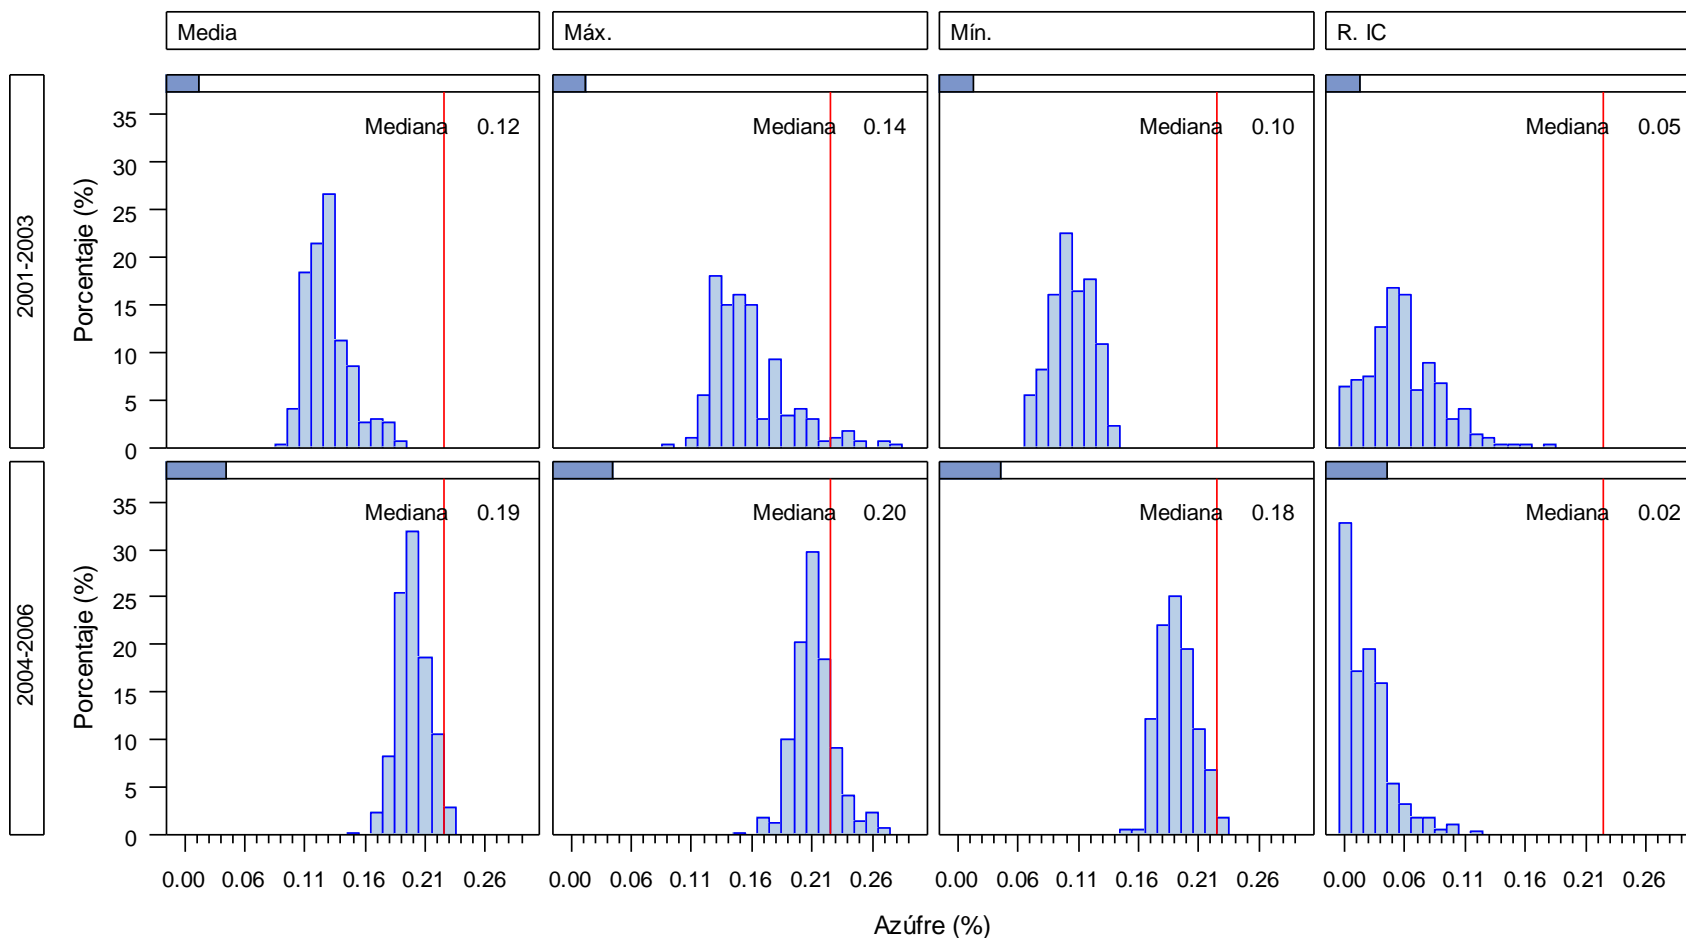 Media Máx. Mín. R. IC
2001-2003
Porcentaje (%)
35
30
25
20
15
10
5
0
Mediana 0.12
Mediana 0.14
Mediana 0.10
Mediana 0.05
2004-2006
Porcentaje (%)
35
30
25
20
15
10
5
0
Mediana 0.19
Mediana 0.20
Mediana 0.18
Mediana 0.02
0.00 0.06 0.11 0.16 0.21 0.26
0.00 0.06 0.11 0.16 0.21 0.26
0.00 0.06 0.11 0.16 0.21 0.26
0.00 0.06 0.11 0.16 0.21 0.26
Azúfre (%)